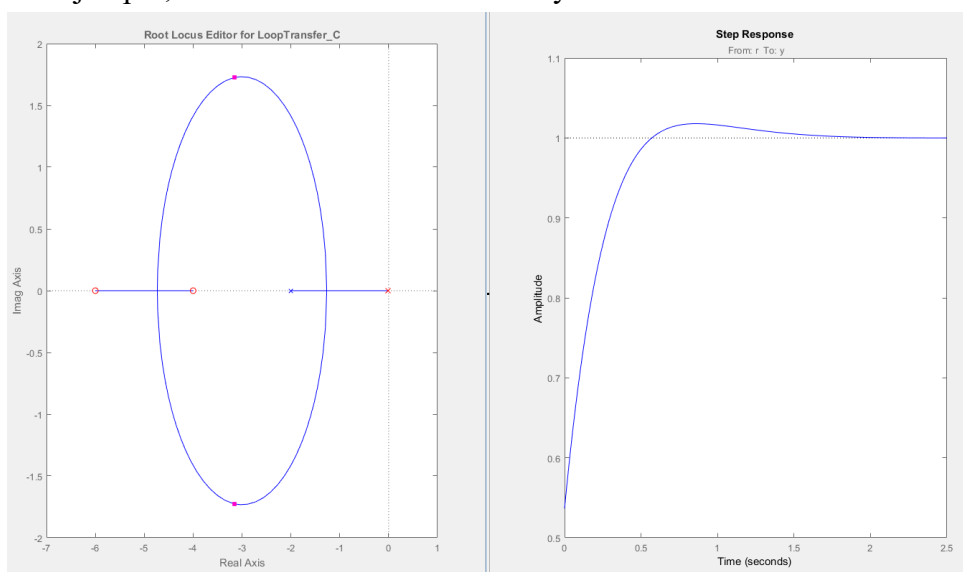 Root Locus Editor for LoopTransfer_C
2
1.5
1
0.5
0
-0.5
-1
-1.5
-2
Imag Axis
-7 -6 -5 -4 -3 -2 -1 0 1
Real Axis
Step Response
From: r To: y
1.1
1
0.9
0.8
0.7
0.6
0.5
Amplitude
0 0.5 1 1.5 2 2.5
Time (seconds)